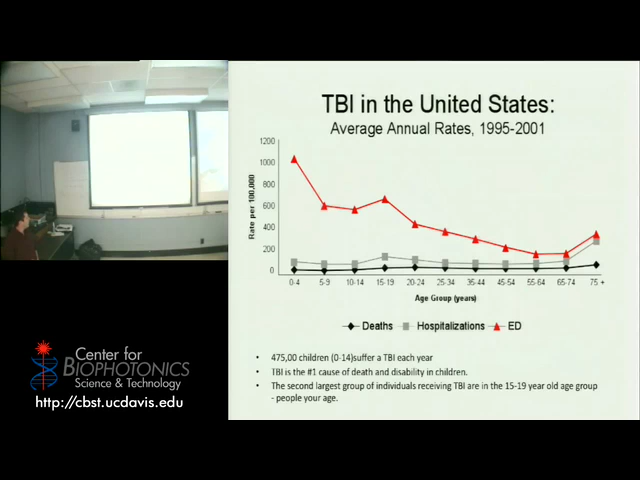 TBI in the United States:
Average Annual Rates, 1995-2001
1200
1000
800
600
400
200
0
Rate per 100,000
0-4 5-9 10-14 15-19 20-24 25-34 35-44 45-54 55-64 65-74 75 +
Age Group (years)
Deaths Hospitalizations ED
• 475,00 children (0-14)suffer a TBI each year
• TBI is the #1 cause of death and disability in children.
• The second largest group of individuals receiving TBI are in the 15-19 year old age group
- people your age.
Center for
BIOPHOTONICS
Science & Technology
http://cbst.ucdavis.edu